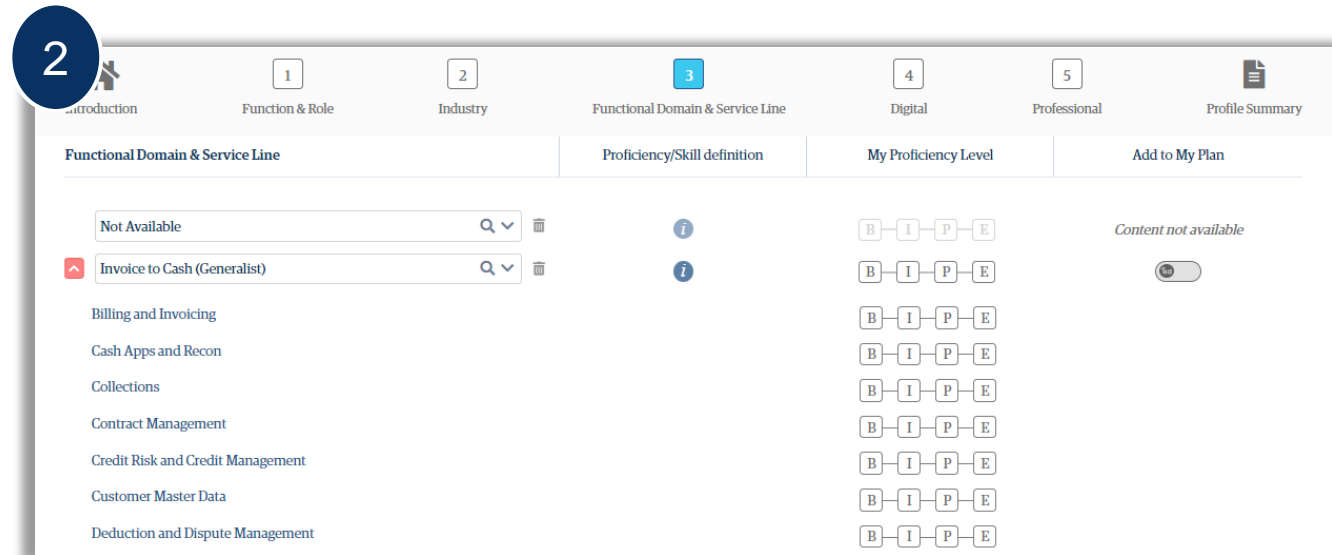 2
1 2 3 4 5
Introduction Function & Role Industry Functional Domain & Service Line Digital Professional Profile Summary
Functional Domain & Service Line Proficiency/Skill definition My Proficiency Level Add to My Plan
Not Available i B I P E Content not available
Invoice to Cash (Generalist) i B I P E
Billing and Invoicing B I P E
Cash Apps and Recon B I P E
Collections B I P E
Contract Management B I P E
Credit Risk and Credit Management B I P E
Customer Master Data B I P E
Deduction and Dispute Management B I P E